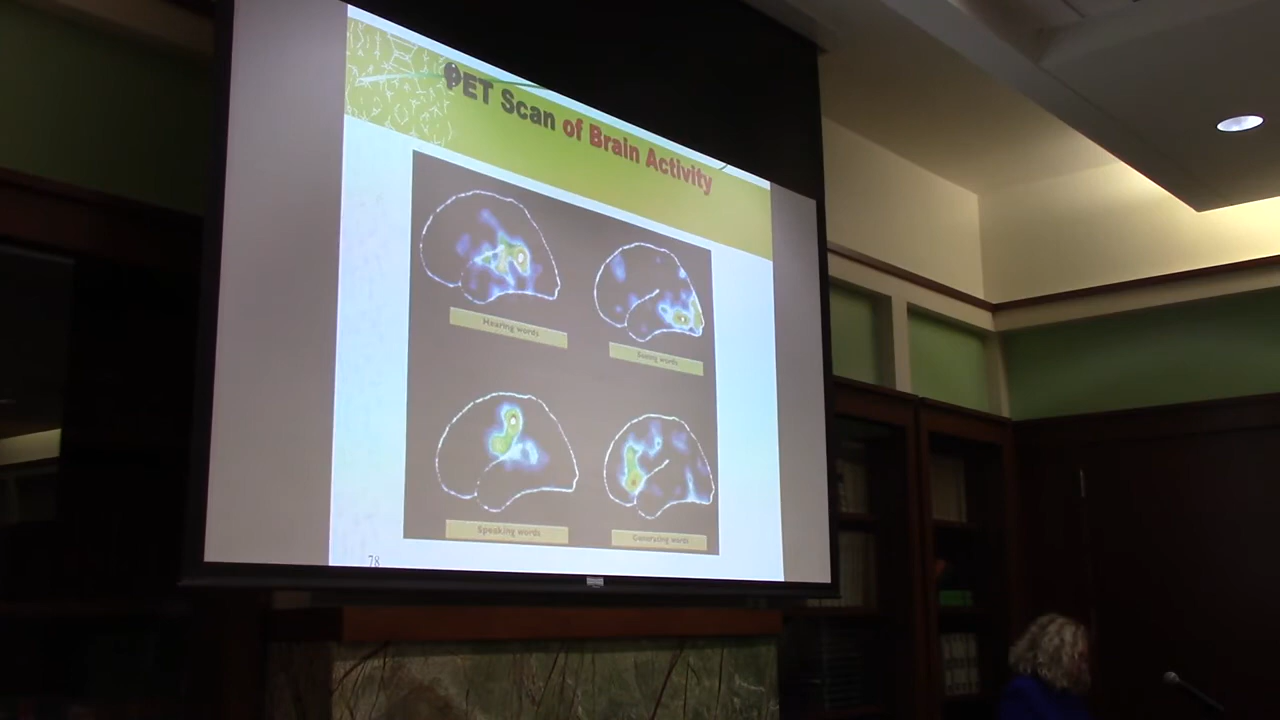 PET Scan of Brain Activity
Hearing words
Seeing words
Speaking words
Generating words
78